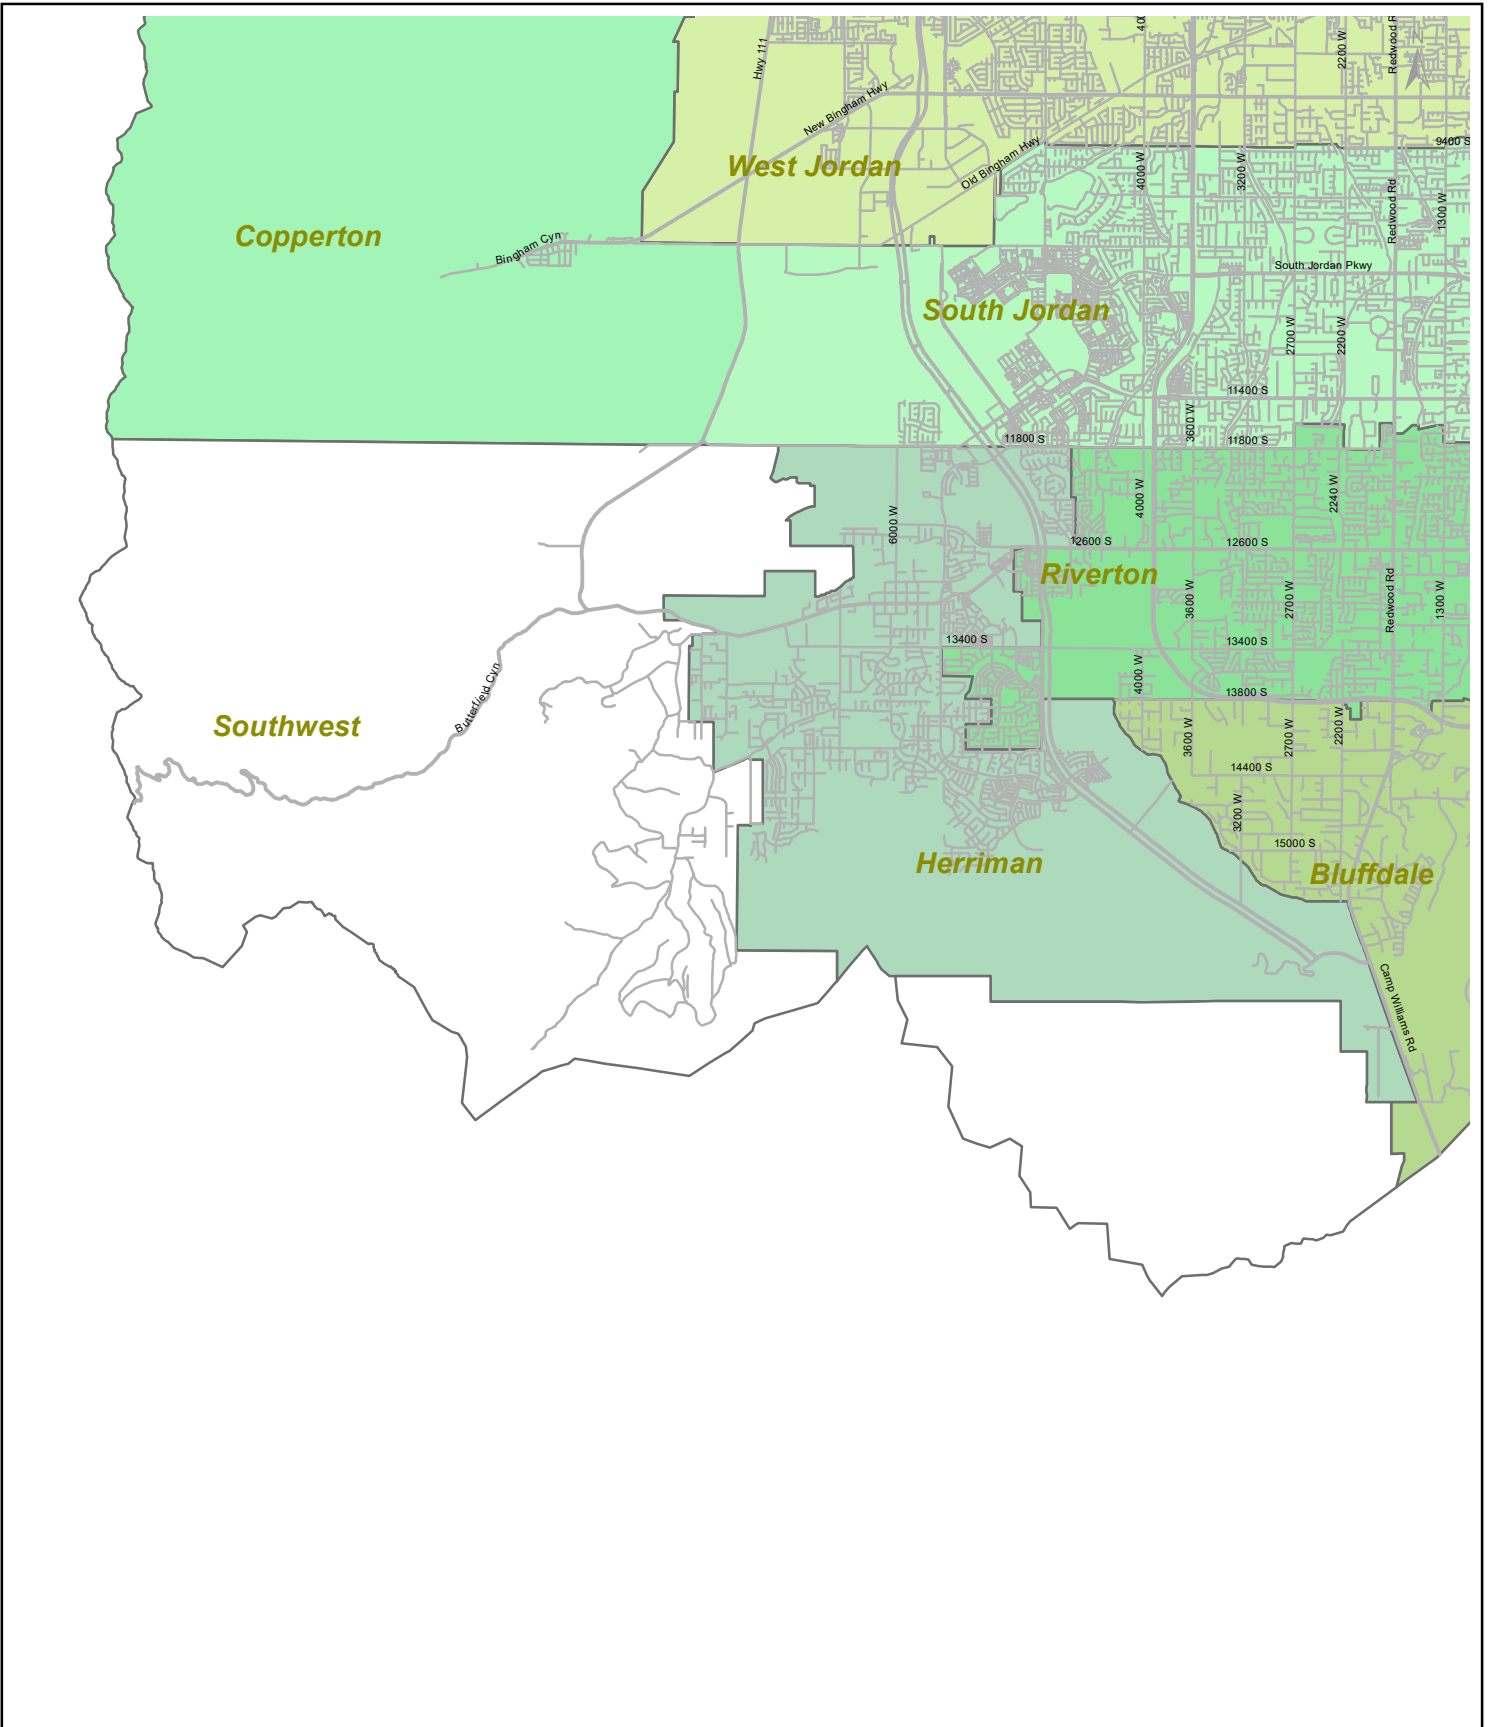 400
Hwy 111
2200 W
Redwood R
N
New Bingham Hwy
West Jordan
Old Bingham Hwy
9400 S
4000 W
3200 W
Redwood Rd
1300 W
Copperton
Bingham Cyn
South Jordan Pkwy
South Jordan
2700 W
2200 W
11400 S
3600 W
11800 S
11800 S
6000 W
4000 W
2240 W
12600 S
12600 S
Riverton
3600 W
2700 W
Redwood Rd
1300 W
13400 S
13400 S
4000 W
13800 S
Butterfield Cyn
Southwest
3600 W
2700 W
2200 W
14400 S
3200 W
15000 S
Herriman
Bluffdale
Camp Williams Rd